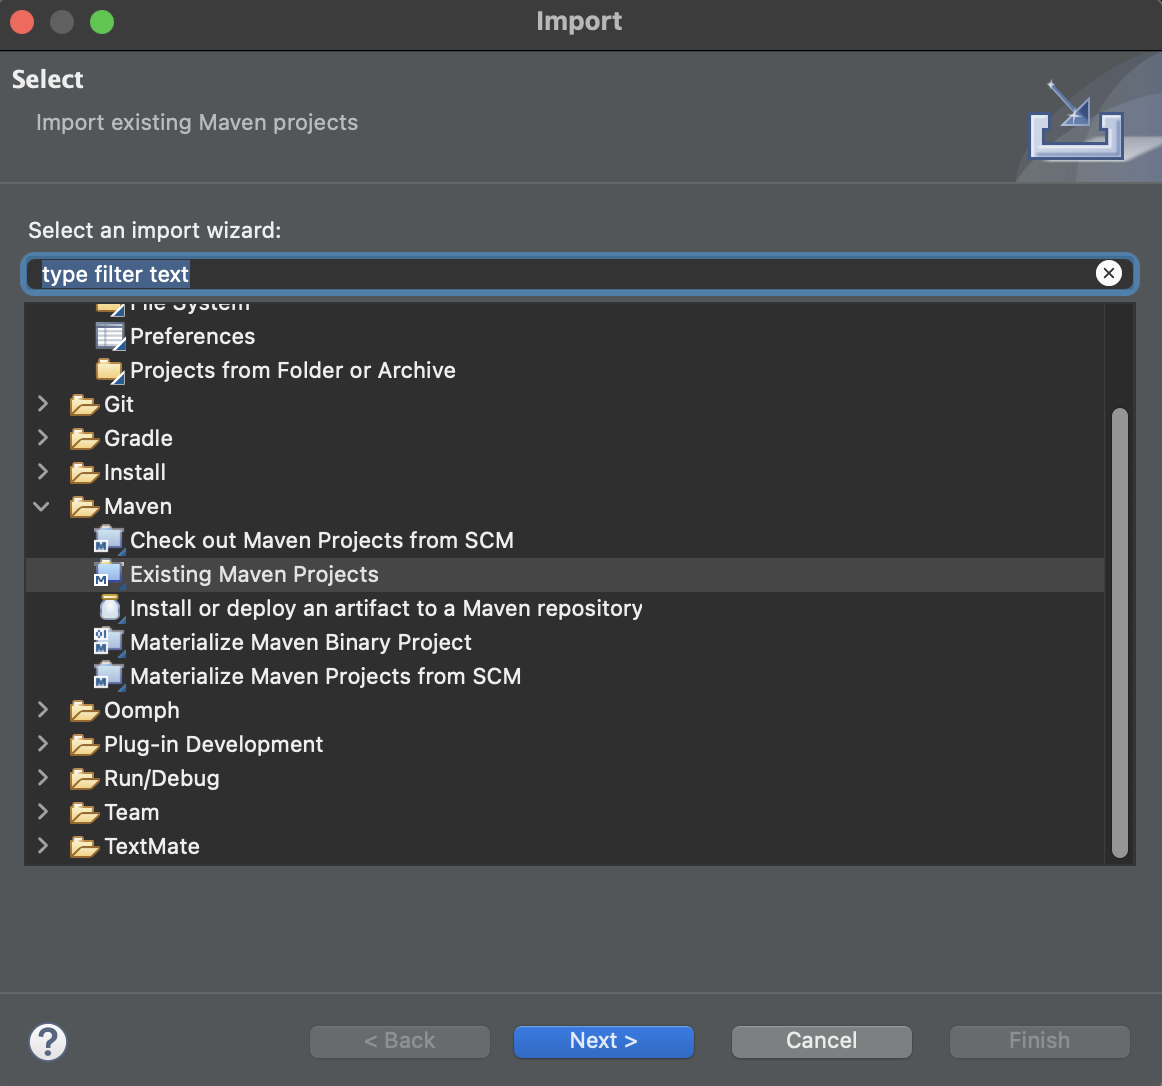 Import
Select
Import existing Maven projects
Select an import wizard:
type filter text
File System
Preferences
Projects from Folder or Archive
Git
Gradle
Install
Maven
Check out Maven Projects from SCM
Existing Maven Projects
Install or deploy an artifact to a Maven repository
Materialize Maven Binary Project
Materialize Maven Projects from SCM
Oomph
Plug-in Development
Run/Debug
Team
TextMate
? < Back Next > Cancel Finish